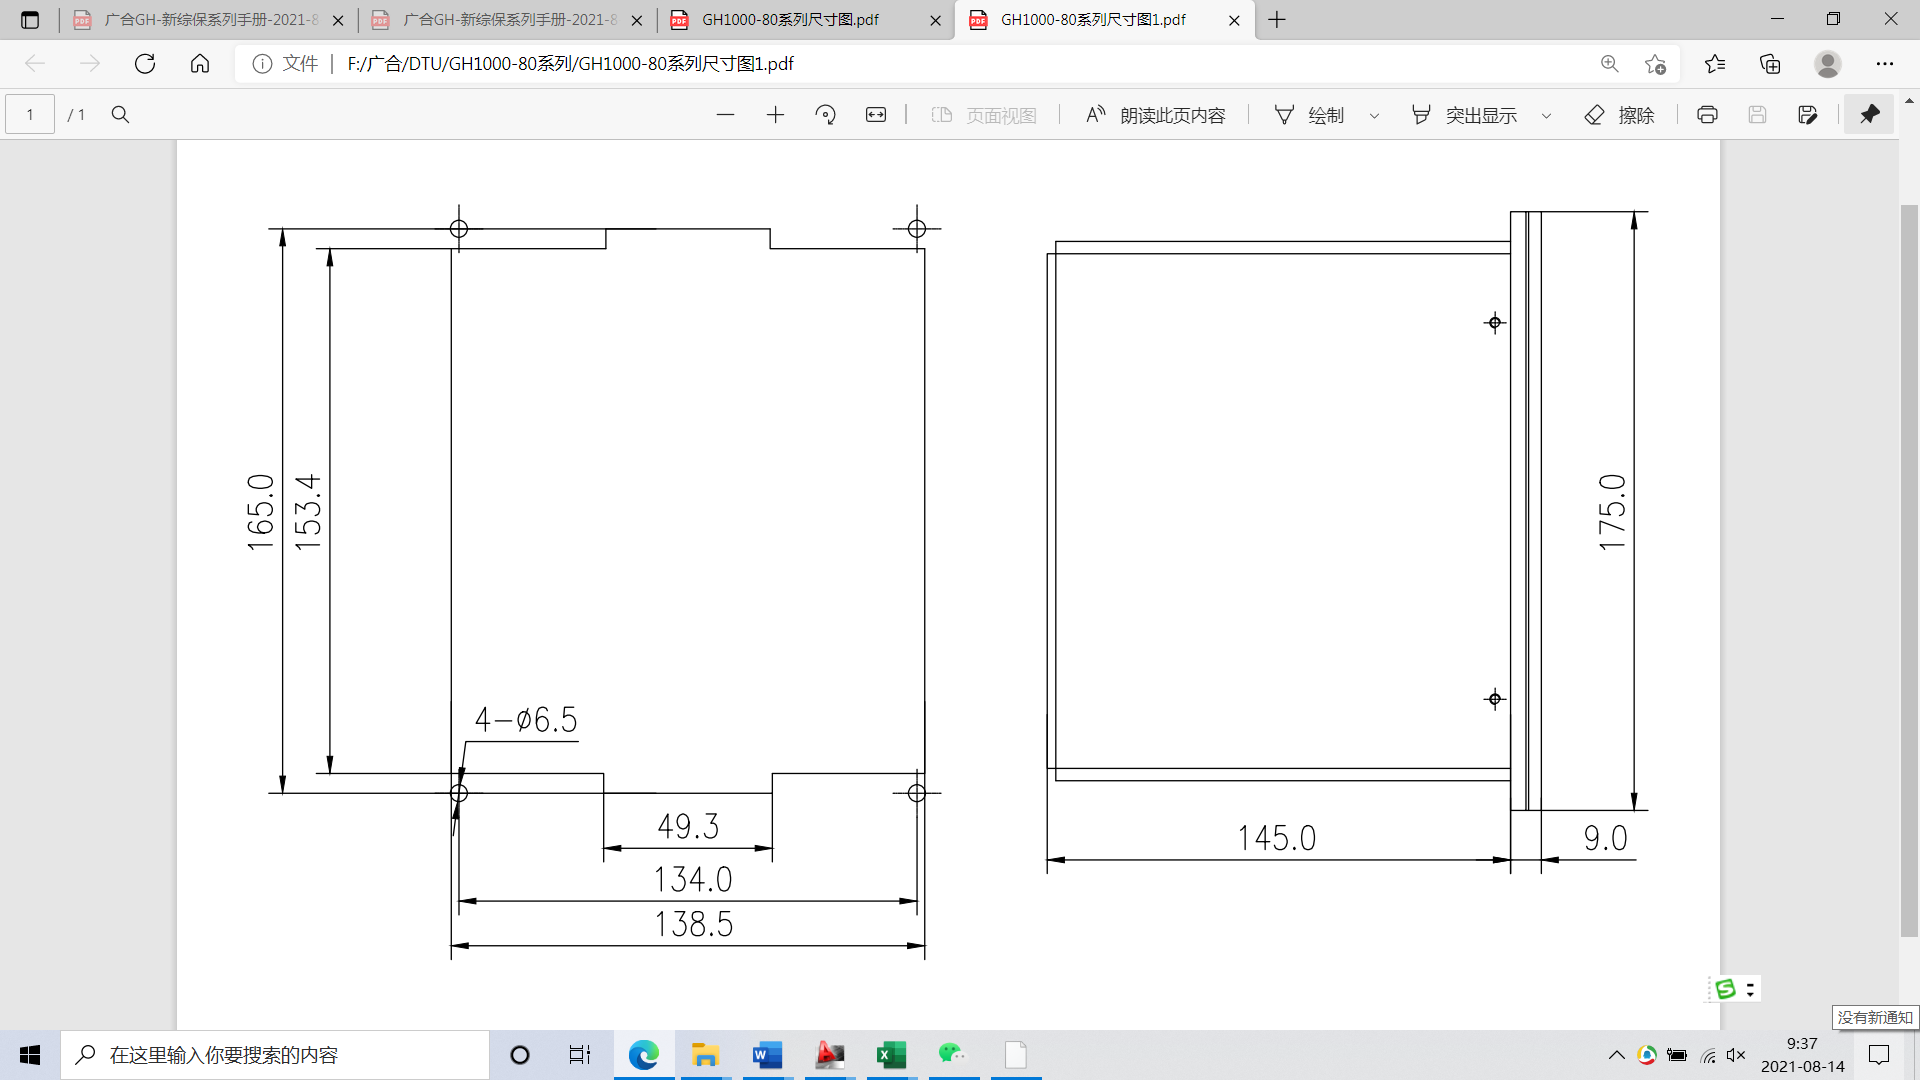 广合GH-新综保系列手册-2021-8
广合GH-新综保系列手册-2021-8
GH1000-80系列尺寸图.pdf
GH1000-80系列尺寸图1.pdf
文件
F:/广合/DTU/GH1000-80系列/GH1000-80系列尺寸图1.pdf
1
/ 1
页面视图
朗读此页内容
绘制
突出显示
擦除
165.0
153.4
4-ø6.5
49.3
134.0
138.5
175.0
145.0
9.0
没有新通知
在这里输入你要搜索的内容
9:37
2021-08-14